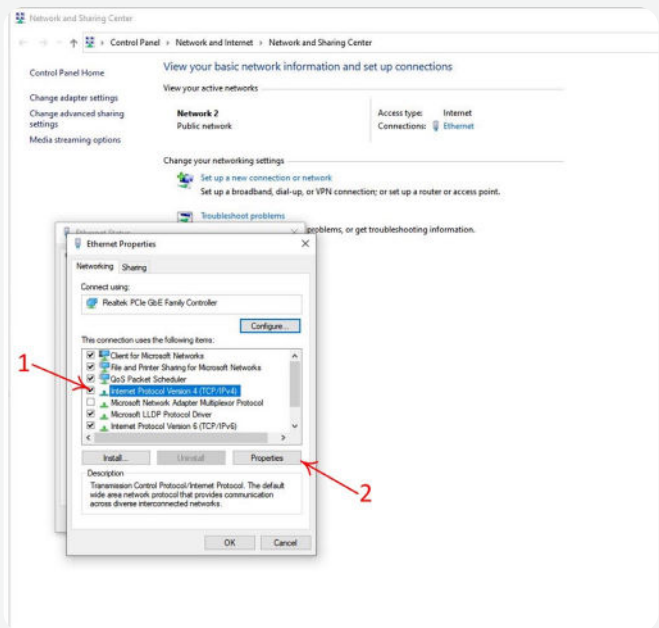 Network and Sharing Center
Control Panel › Network and Internet › Network and Sharing Center
Control Panel Home
Change adapter settings
Change advanced sharing
settings
Media streaming options
View your basic network information and set up connections
View your active networks
Network 2
Public network
Access type: Internet
Connections: Ethernet
Change your networking settings
Set up a new connection or network
Set up a broadband, dial-up, or VPN connection; or set up a router or access point.
Troubleshoot problems
problems, or get troubleshooting information.
Ethernet Status
Ethernet Properties
Networking Sharing
Connect using:
Realtek PCIe GbE Family Controller
Configure...
This connection uses the following items:
Client for Microsoft Networks
File and Printer Sharing for Microsoft Networks
QoS Packet Scheduler
1
Internet Protocol Version 4 (TCP/IPv4)
Microsoft Network Adapter Multiplexor Protocol
Microsoft LLDP Protocol Driver
Internet Protocol Version 6 (TCP/IPv6)
Install... Uninstall Properties
2
Description
Transmission Control Protocol/Internet Protocol. The default
wide area network protocol that provides communication
across diverse interconnected networks.
OK Cancel